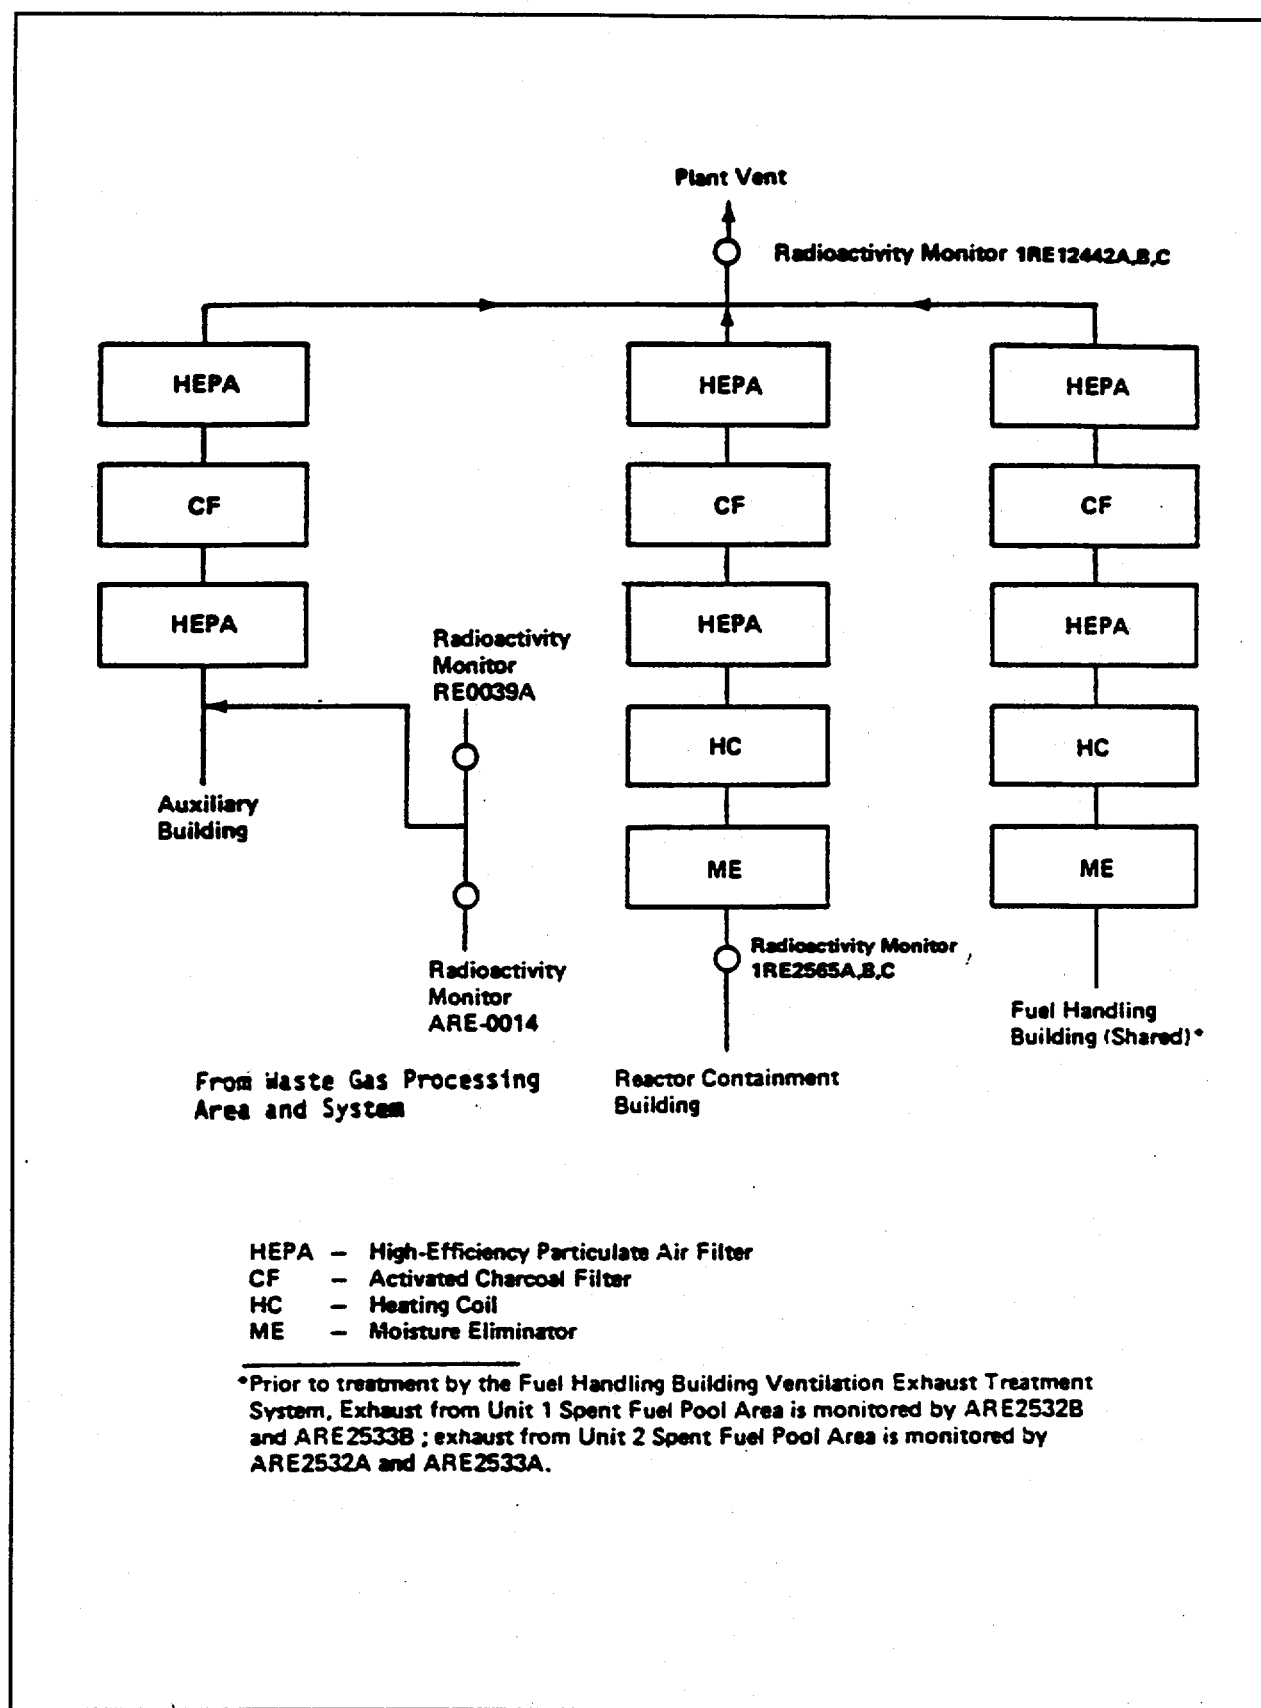 Plant Vent
Radioactivity Monitor 1RE12442A,B,C
HEPA
HEPA
HEPA
CF
CF
CF
HEPA
HEPA
HEPA
Radioactivity
Monitor
RE0039A
HC
HC
Auxiliary
Building
ME
ME
Radioactivity Monitor
1RE2565A,B,C
Radioactivity
Monitor
ARE-0014
Fuel Handling
Building (Shared)*
From Waste Gas Processing
Area and System
Reactor Containment
Building
HEPA – High-Efficiency Particulate Air Filter
CF – Activated Charcoal Filter
HC – Heating Coil
ME – Moisture Eliminator
*Prior to treatment by the Fuel Handling Building Ventilation Exhaust Treatment
System, Exhaust from Unit 1 Spent Fuel Pool Area is monitored by ARE2532B
and ARE2533B ; exhaust from Unit 2 Spent Fuel Pool Area is monitored by
ARE2532A and ARE2533A.